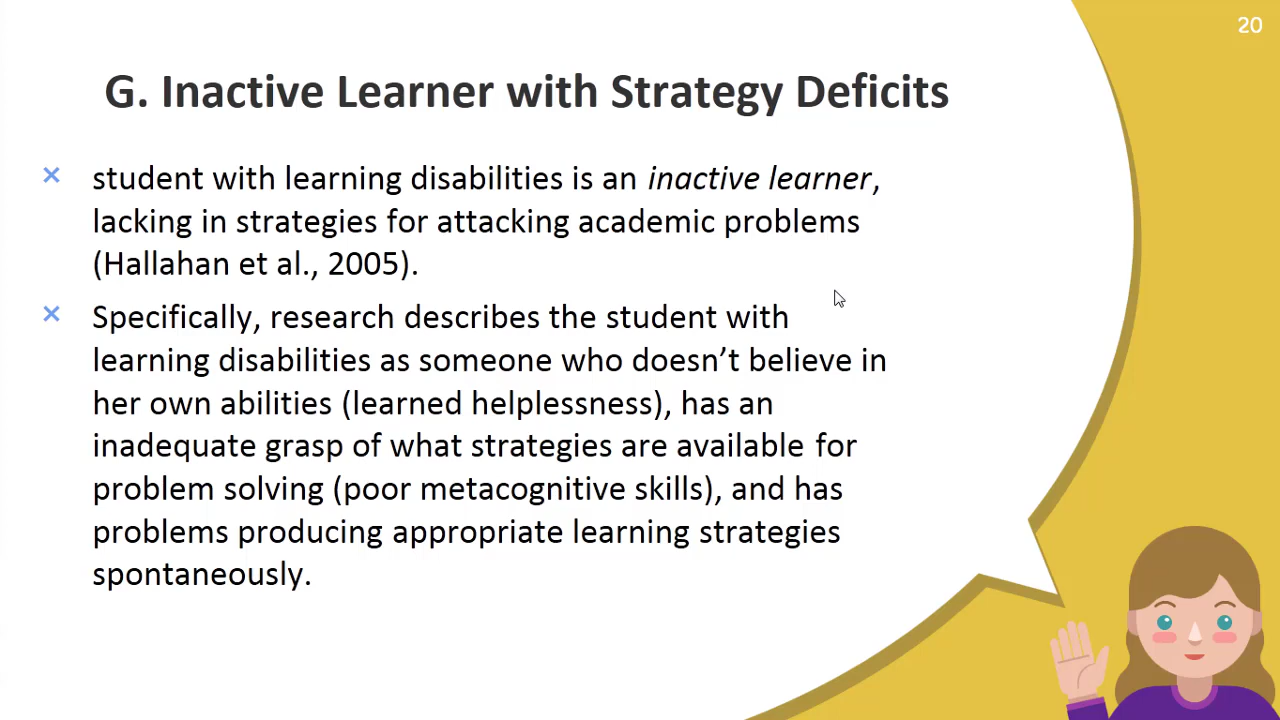 20
G. Inactive Learner with Strategy Deficits
student with learning disabilities is an inactive learner,
lacking in strategies for attacking academic problems
(Hallahan et al., 2005).
Specifically, research describes the student with
learning disabilities as someone who doesn’t believe in
her own abilities (learned helplessness), has an
inadequate grasp of what strategies are available for
problem solving (poor metacognitive skills), and has
problems producing appropriate learning strategies
spontaneously.